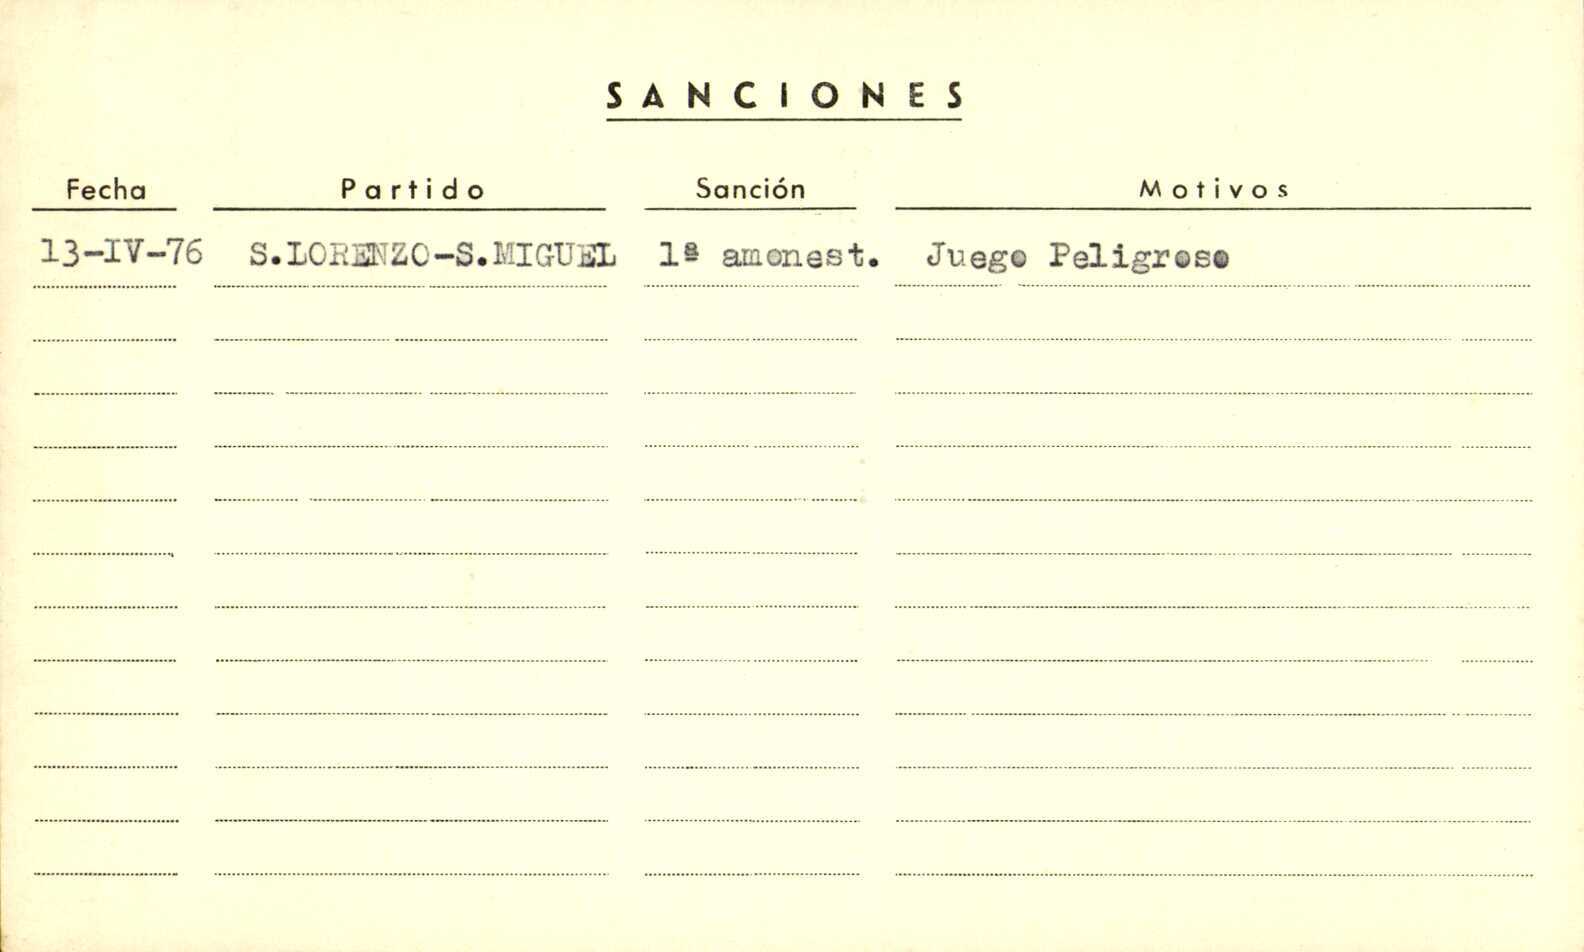 SANCIONES
Fecha Partido Sanción Motivos
13-IV-76 S.LORENZO-S.MIGUEL 1ª amonest. Juego Peligroso